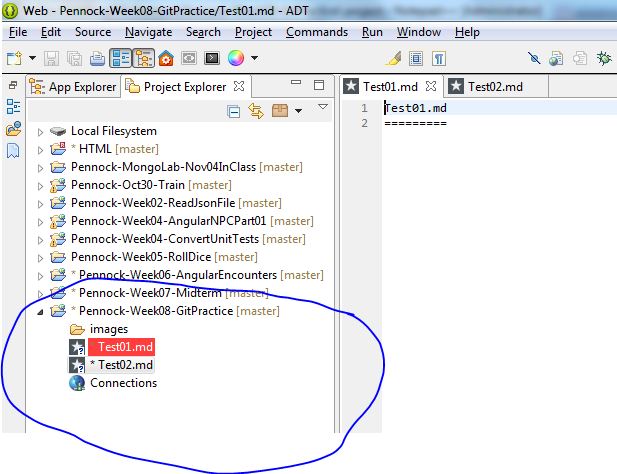 Web - Pennock-Week08-GitPractice/Test01.md - ADT
File Edit Source Navigate Search Project Commands Run Window Help
App Explorer Project Explorer
Test01.md Test02.md
Local Filesystem
* HTML [master]
Pennock-MongoLab-Nov04InClass
Pennock-Oct30-Train [master]
Pennock-Week02-ReadJsonFile [master]
Pennock-Week04-AngularNPCPart01 [master]
Pennock-Week04-ConvertUnitTests [master]
Pennock-Week05-RollDice [master]
* Pennock-Week06-AngularEncounters [master]
* Pennock-Week07-Midterm [master]
* Pennock-Week08-GitPractice [master]
images
* Test01.md
* Test02.md
Connections
1 Test01.md
2 =========